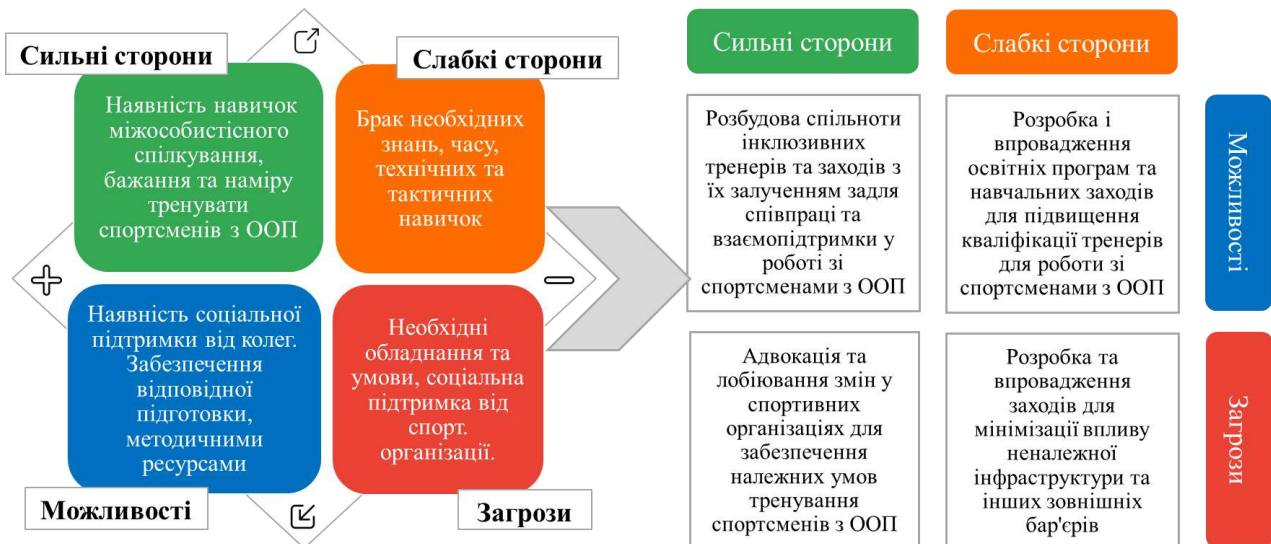 Сильні сторони
Наявність навичок
міжособистісного
спілкування,
бажання та наміру
тренувати
спортсменів з ООП
Слабкі сторони
Брак необхідних
знань, часу,
технічних та
тактичних
навичок
Наявність соціальної
підтримки від колег.
Забезпечення
відповідної
підготовки,
методичними
ресурсами
Можливості
Необхідні
обладнання та
умови, соціальна
підтримка від
спорт.
організації.
Загрози
Сильні сторони
Слабкі сторони
Розбудова спільноти
інклюзивних
тренерів та заходів з
їх залученням задля
співпраці та
взаємопідтримки у
роботі зі
спортсменами з ООП
Розробка і
впровадження
освітніх програм та
навчальних заходів
для підвищення
кваліфікації тренерів
для роботи зі
спортсменами з ООП
Можливості
Адвокація та
лобіювання змін у
спортивних
організаціях для
забезпечення
належних умов
тренування
спортсменів з ООП
Розробка та
впровадження
заходів для
мінімізації впливу
неналежної
інфраструктури та
інших зовнішніх
бар'єрів
Загрози